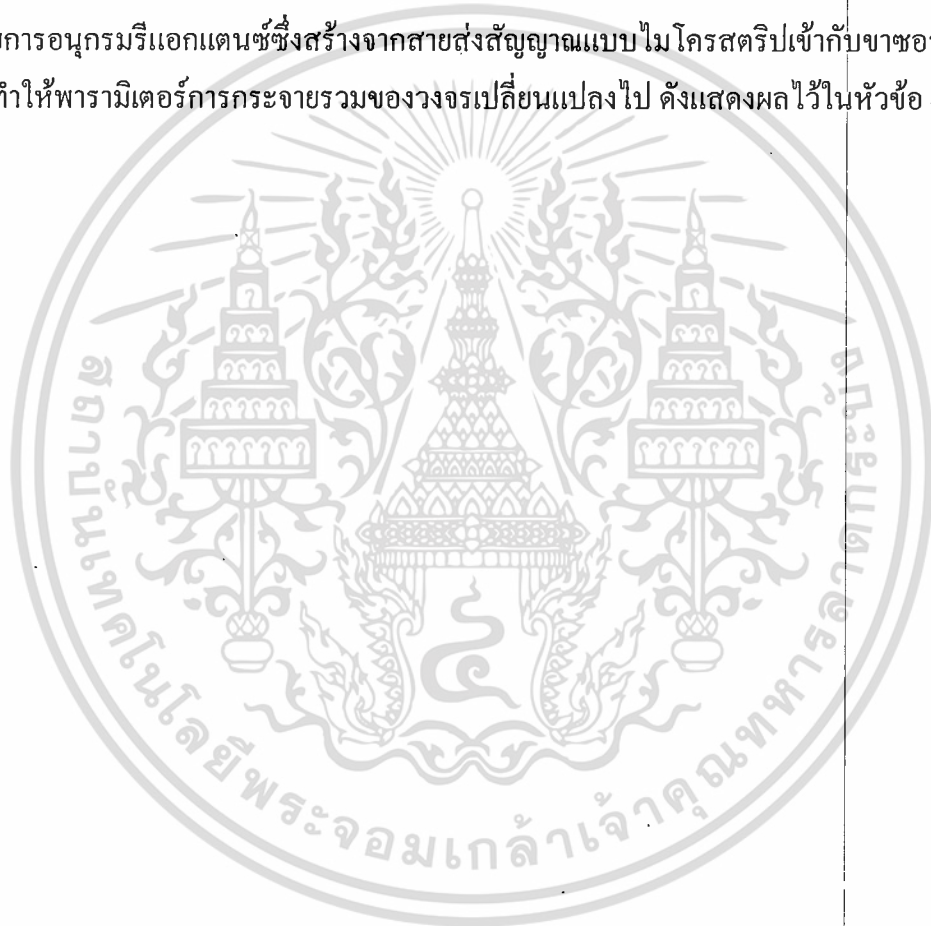 การอนุกรมรีแอกแตนซ์ซึ่งสร้างจากสายส่งสัญญาณแบบไมโครสตริปเข้ากับขาซอ
ทำให้พารามิเตอร์การกระจายรวมของวงจรเปลี่ยนแปลงไป ดังแสดงผลไว้ในหัวข้อ
สถาบันเทคโนโลยีพระจอมเกล้าเจ้าคุณทหารลาดกระบัง